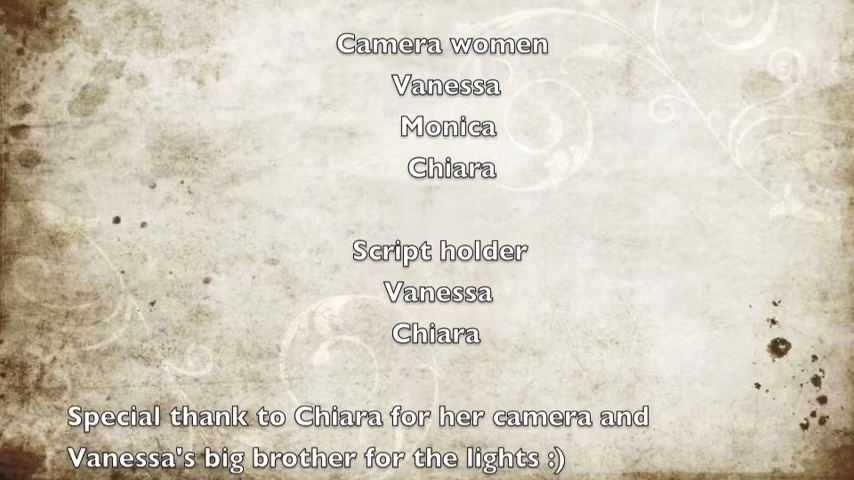 Camera women
Vanessa
Monica
Chiara
Script holder
Vanessa
Chiara
Special thank to Chiara for her camera and
Vanessa's big brother for the lights :)